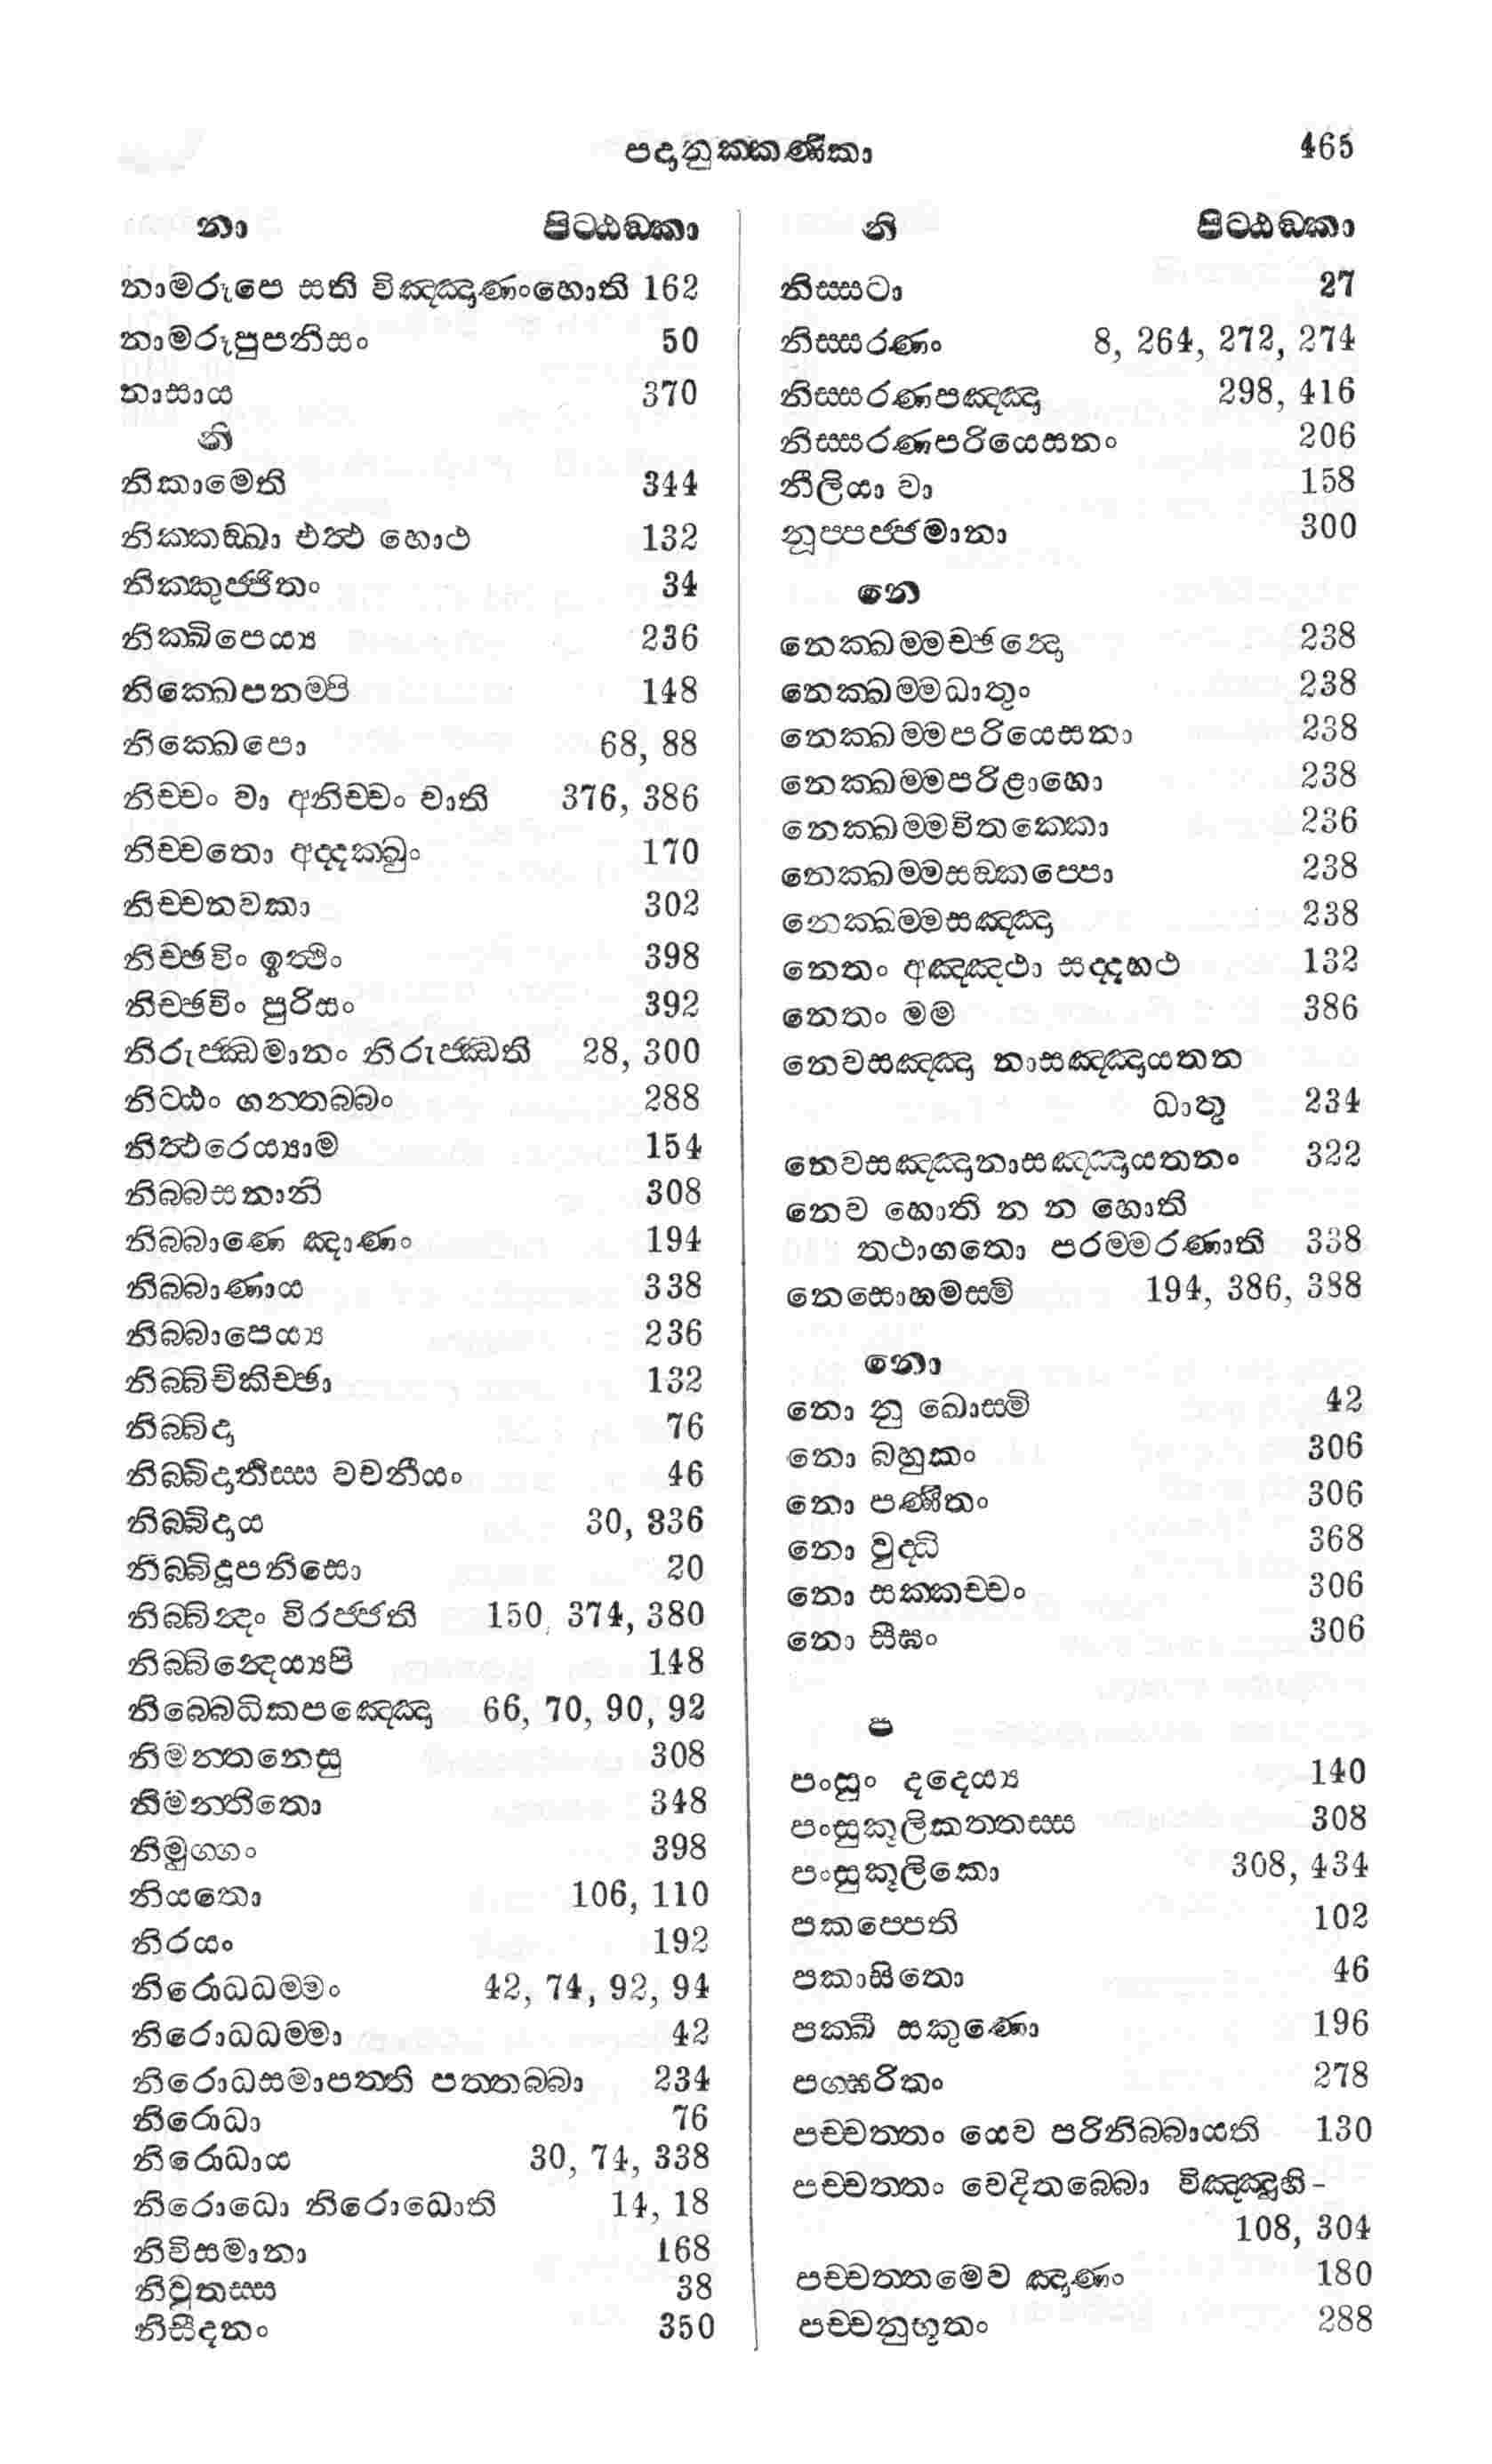 පදානුක්කණිකා 465
නා පිට්ඨඞ්කා
නාමරූපෙ සති විඤ්ඤාණංහොති 162
නාමරූපුපනිසං 50
නාසාය 370
නි
නිකාමෙති 344
නික්කඞ්ඛා එත්ථ හොථ 132
නික්කුජ්ජිතං 34
නික්ඛිපෙය්‍ය 236
නික්ඛෙපනම්පි 148
නික්ඛෙපො 68, 88
නිච්චං වා අනිච්චං වාති 376, 386
නිච්චතො අද්දක්ඛුං 170
නිච්චනවකා 302
නිච්ඡවිං ඉත්ථිං 398
නිච්ඡවිං පුරිසං 392
නිරුජ්ඣමානං නිරුජ්ඣති 28, 300
නිට්ඨං ගන්තබ්බං 288
නිත්ථරෙය්‍යාම 154
නිබ්බසනානි 308
නිබ්බාණෙ ඤාණං 194
නිබ්බාණාය 338
නිබ්බාපෙය්‍ය 236
නිබ්බිචිකිච්ඡා 132
නිබ්බිදා 76
නිබ්බිදාතිස්ස වචනීයං 46
නිබ්බිදාය 30, 336
නිබ්බිදූපනිසො 20
නිබ්බින්දං විරජ්ජති 150, 374, 380
නිබ්බින්දෙය්‍යපි 148
නිබ්බෙධිකපඤ්ඤො 66, 70, 90, 92
නිමන්තනෙසු 308
නිමන්තිතො 348
නිමුග්ගං 398
නියතො 106, 110
නිරයං 192
නිරොධධම්මං 42, 74, 92, 94
නිරොධධම්මා 42
නිරොධසමාපත්ති පත්තබ්බා 234
නිරොධා 76
නිරොධාය 30, 74, 338
නිරොධො නිරොධොති 14, 18
නිවිසමානා 168
නිවුතස්ස 38
නිසීදනං 350
නි පිට්ඨඞ්කා
නිස්සටා 27
නිස්සරණං 8, 264, 272, 274
නිස්සරණපඤ්ඤා 298, 416
නිස්සරණපරියෙසනං 206
නීලියා වා 158
නූප්පජ්ජමානා 300
නෙ
නෙක්ඛම්මච්ඡන්දො 238
නෙක්ඛම්මධාතුං 238
නෙක්ඛම්මපරියෙසනා 238
නෙක්ඛම්මපරිළාහො 238
නෙක්ඛම්මවිතක්කො 236
නෙක්ඛම්මසඞ්කප්පො 238
නෙක්ඛම්මසඤ්ඤා 238
නෙතං අඤ්ඤථා සද්දහථ 132
නෙතං මම 386
නෙවසඤ්ඤා නාසඤ්ඤායතන
ධාතු 234
නෙවසඤ්ඤානාසඤ්ඤායතනං 322
නෙව හොති න න හොති
තථාගතො පරම්මරණාති 338
නෙසොහමස්මි 194, 386, 388
නො
නො නු ඛොස්මි 42
නො බහුකං 306
නො පණීතං 306
නො වුද්ධි 368
නො සක්කච්චං 306
නො සීඝං 306
ප
පංසුං දදෙය්‍ය 140
පංසුකූලිකත්තස්ස 308
පංසුකූලිකො 308, 434
පකප්පෙති 102
පකාසිතො 46
පක්ඛී සකුණො 196
පග්ඝරිතං 278
පච්චත්තං යෙව පරිනිබ්බායති 130
පච්චත්තං වෙදිතබ්බො විඤ්ඤූහි-
108, 304
පච්චත්තමෙව ඤාණං 180
පච්චනුභූතං 288